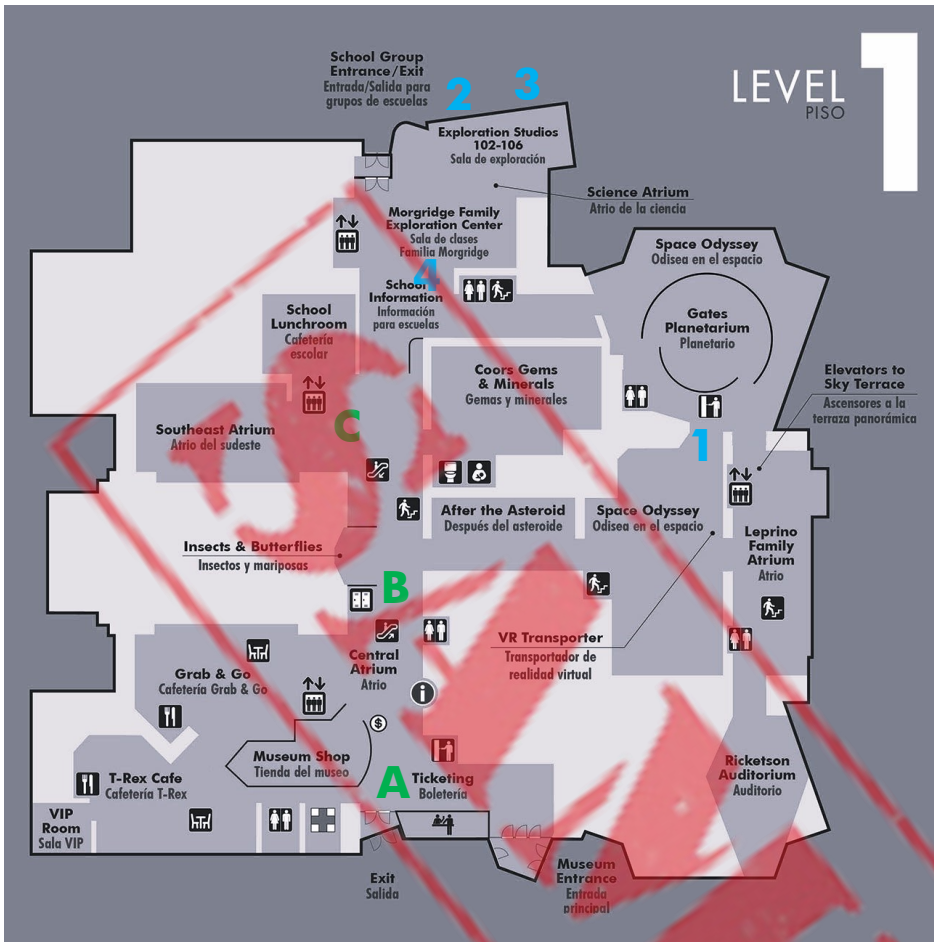 LEVEL 1
PISO
School Group
Entrance/Exit
Entrada/Salida para
grupos de escuelas
2
3
Exploration Studios
102-106
Sala de exploración
Science Atrium
Atrio de la ciencia
Morgridge Family
Exploration Center
Sala de clases
Familia Morgridge
4
School
Information
Información
para escuelas
Space Odyssey
Odisea en el espacio
Gates
Planetarium
Planetario
School
Lunchroom
Cafetería
escolar
Coors Gems
& Minerals
Gemas y minerales
Elevators to
Sky Terrace
Ascensores a la
terraza panorámica
Southeast Atrium
Atrio del sudeste
C
1
After the Asteroid
Después del asteroide
Space Odyssey
Odisea en el espacio
Leprino
Family
Atrium
Atrio
Insects & Butterflies
Insectos y mariposas
B
VR Transporter
Transportador de
realidad virtual
Central
Atrium
Atrio
Grab & Go
Cafetería Grab & Go
i
$
Museum Shop
Tienda del museo
A
Ticketing
Boletería
Ricketson
Auditorium
Auditorio
T-Rex Cafe
Cafetería T-Rex
VIP
Room
Sala VIP
Exit
Salida
Museum
Entrance
Entrada
principal